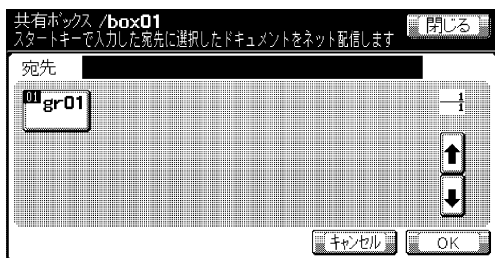 共有ボックス /box01
閉じる
スタートキーで入力した宛先に選択したドキュメントをネット配信します
宛先
01 gr01
1
1
キャンセル
OK